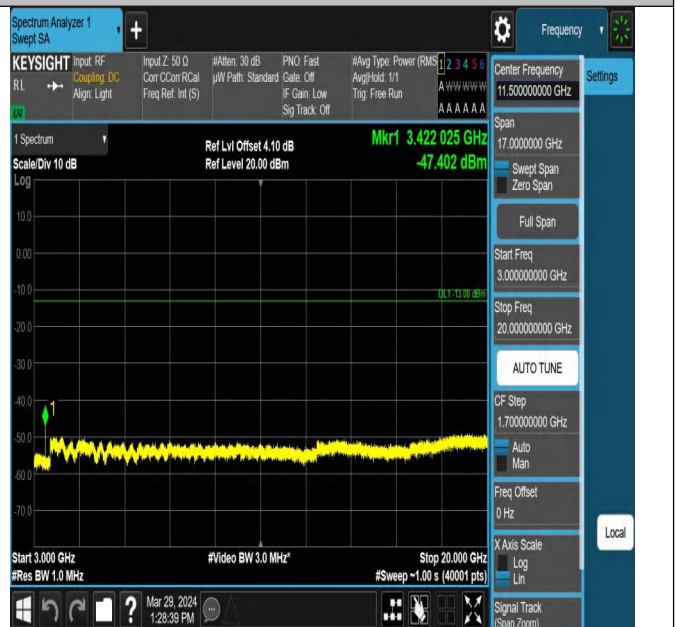 Spectrum Analyzer 1
Swept SA
+
Frequency
KEYSIGHT
RL
LXI
Input: RF
Coupling: DC
Align: Light
Input Z: 50 Ω
Corr CCorr RCal
Freq Ref: Int (S)
#Atten: 30 dB
µW Path: Standard
PNO: Fast
Gate: Off
IF Gain: Low
Sig Track: Off
#Avg Type: Power (RMS
Avg|Hold: 1/1
Trig: Free Run
1 2 3 4 5 6
A W W W W W
A A A A A A
1 Spectrum
Scale/Div 10 dB
Log
Ref Lvl Offset 4.10 dB
Ref Level 20.00 dBm
Mkr1 3.422 025 GHz
-47.402 dBm
10.0
0.00
-10.0
DL1 -13.00 dBm
-20.0
-30.0
-40.0
1
-50.0
-60.0
-70.0
Start 3.000 GHz
#Res BW 1.0 MHz
#Video BW 3.0 MHz*
Stop 20.000 GHz
#Sweep ~1.00 s (40001 pts)
Center Frequency
11.500000000 GHz
Settings
Span
17.0000000 GHz
Swept Span
Zero Span
Full Span
Start Freq
3.000000000 GHz
Stop Freq
20.000000000 GHz
AUTO TUNE
CF Step
1.700000000 GHz
Auto
Man
Freq Offset
0 Hz
Local
X Axis Scale
Log
Lin
Signal Track
(Span Zoom)
?
Mar 29, 2024
1:28:39 PM